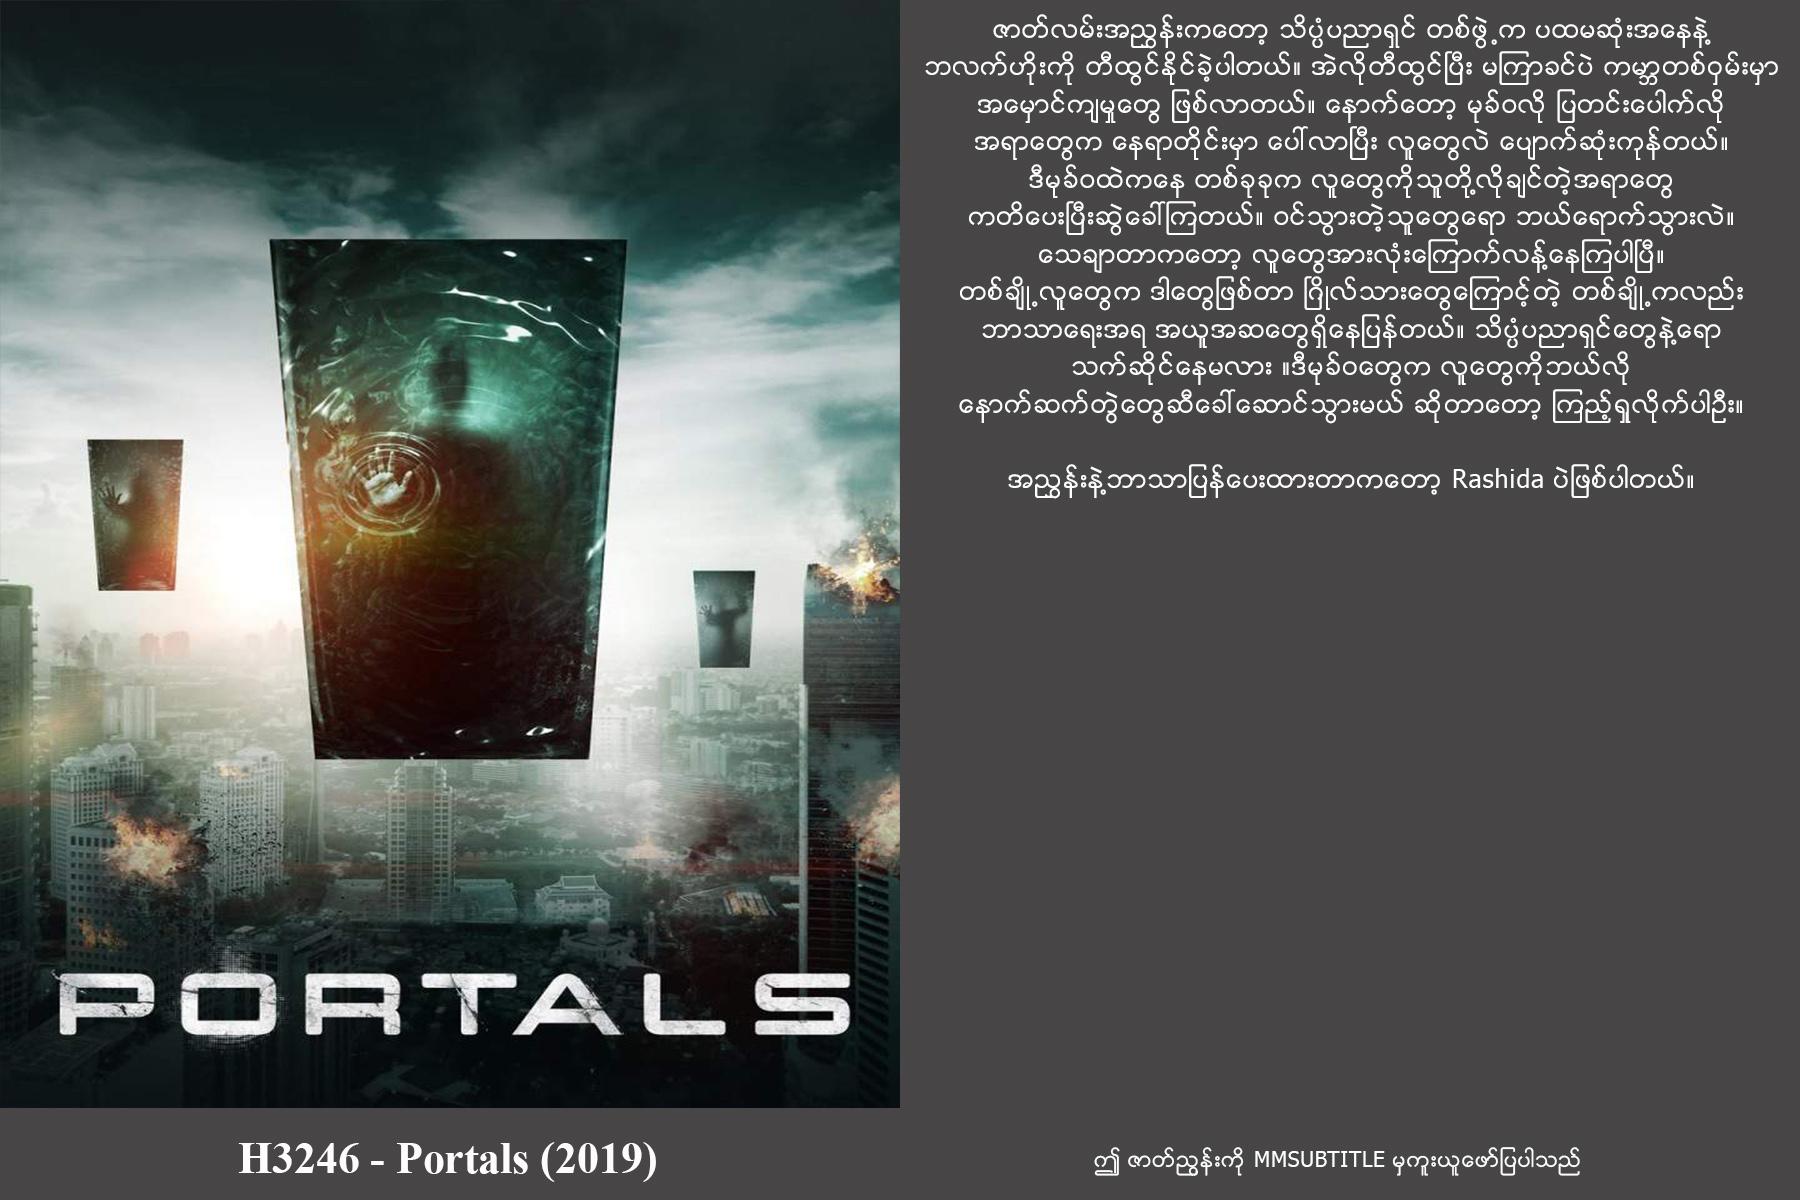 PORTALS
H3246 - Portals (2019)
ဇာတ်လမ်းအညွှန်းကတော့ သိပ္ပံပညာရှင် တစ်ဖွဲ့က ပထမဆုံးအနေနဲ့
ဘလက်ဟိုးကို တီထွင်နိုင်ခဲ့ပါတယ်။ အဲလိုတီထွင်ပြီး မကြာခင်ပဲ ကမ္ဘာတစ်ဝှမ်းမှာ
အမှောင်ကျမှုတွေ ဖြစ်လာတယ်။ နောက်တော့ မုခ်ဝလို ပြတင်းပေါက်လို
အရာတွေက နေရာတိုင်းမှာ ပေါ်လာပြီး လူတွေလဲ ပျောက်ဆုံးကုန်တယ်။
ဒီမုခ်ဝထဲကနေ တစ်ခုခုက လူတွေကိုသူတို့လိုချင်တဲ့အရာတွေ
ကတိပေးပြီးဆွဲခေါ်ကြတယ်။ ဝင်သွားတဲ့သူတွေရော ဘယ်ရောက်သွားလဲ။
သေချာတာကတော့ လူတွေအားလုံးကြောက်လန့်နေကြပါပြီ။
တစ်ချို့လူတွေက ဒါတွေဖြစ်တာ ဂြိုလ်သားတွေကြောင့်တဲ့ တစ်ချို့ကလည်း
ဘာသာရေးအရ အယူအဆတွေရှိနေပြန်တယ်။ သိပ္ပံပညာရှင်တွေနဲ့ရော
သက်ဆိုင်နေမလား ။ဒီမုခ်ဝတွေက လူတွေကိုဘယ်လို
နောက်ဆက်တွဲတွေဆီခေါ်ဆောင်သွားမယ် ဆိုတာတော့ ကြည့်ရှုလိုက်ပါဦး။
အညွှန်းနဲ့ဘာသာပြန်ပေးထားတာကတော့ Rashida ပဲဖြစ်ပါတယ်။
ဤ ဇာတ်ညွှန်းကို MMSUBTITLE မှကူးယူဖော်ပြပါသည်